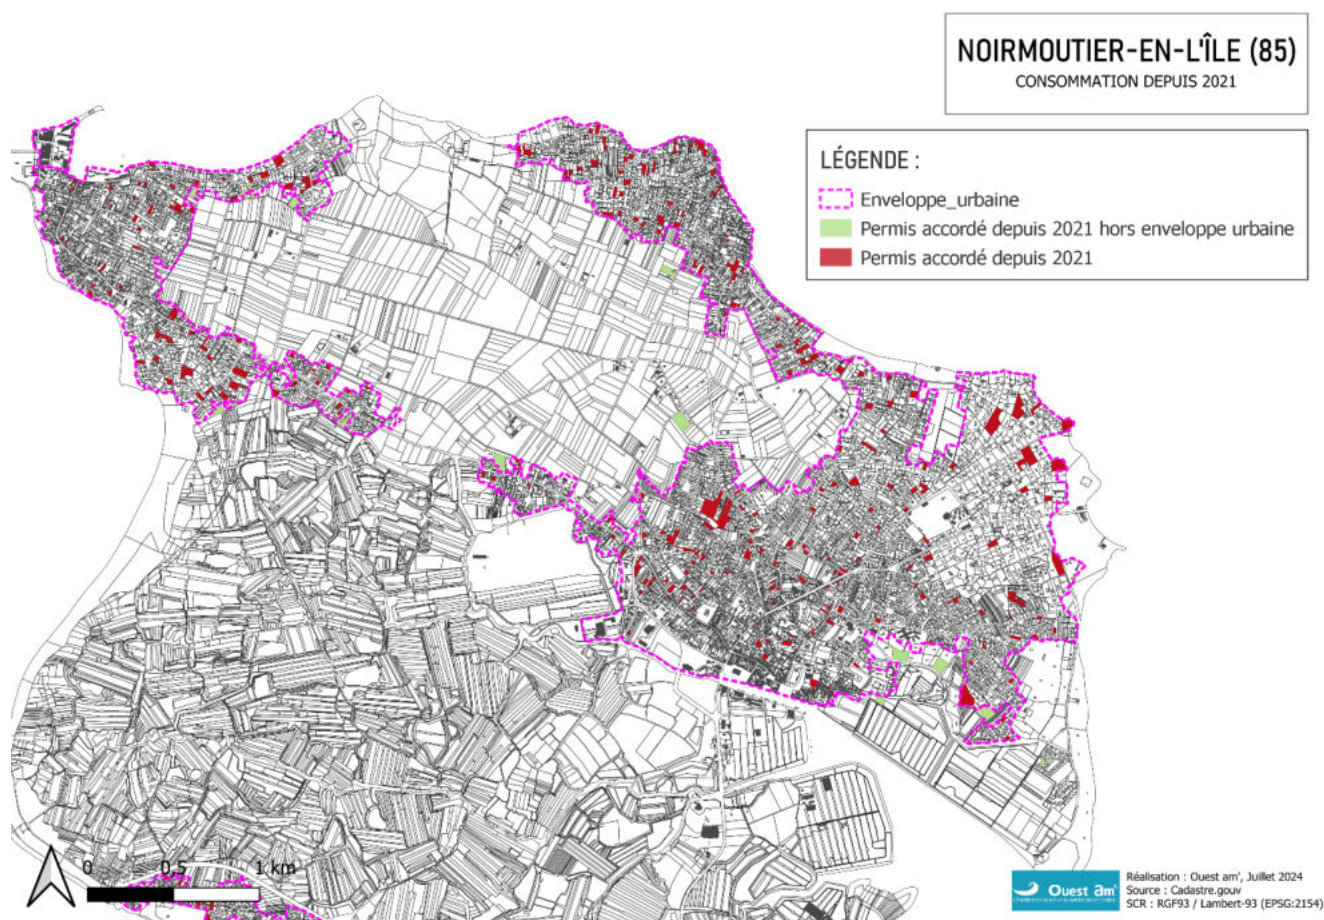 NOIRMOUTIER-EN-L'ÎLE (85)
CONSOMMATION DEPUIS 2021
LÉGENDE :
Enveloppe_urbaine
Permis accordé depuis 2021 hors enveloppe urbaine
Permis accordé depuis 2021
0 0,5 1 km
Ouest am'
Réalisation : Ouest am', Juillet 2024
Source : Cadastre.gouv
SCR : RGF93 / Lambert-93 (EPSG:2154)